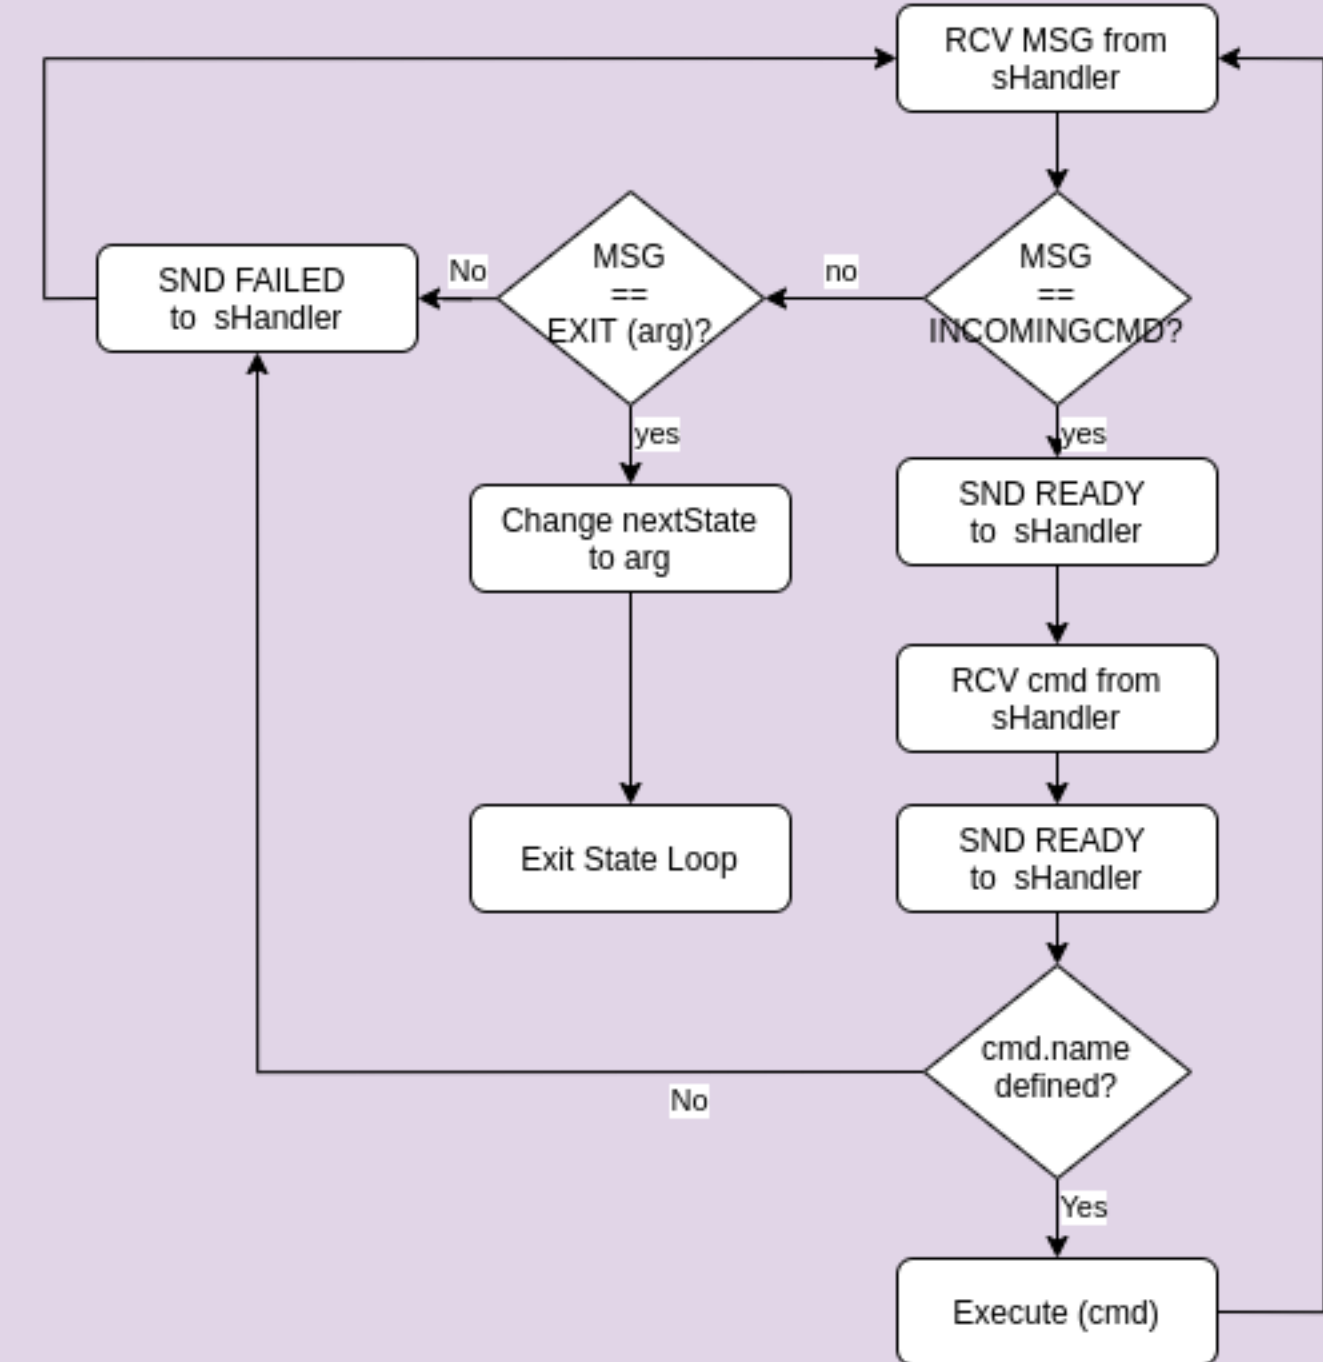 RCV MSG from
sHandler
MSG
==
INCOMINGCMD?
no
MSG
==
EXIT (arg)?
No
SND FAILED
to sHandler
yes
Change nextState
to arg
Exit State Loop
yes
SND READY
to sHandler
RCV cmd from
sHandler
SND READY
to sHandler
cmd.name
defined?
No
Yes
Execute (cmd)